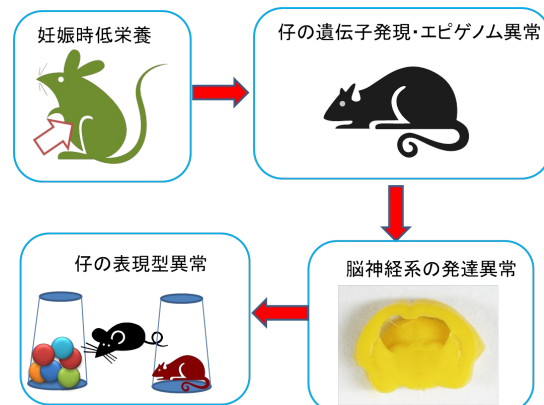 妊娠時低栄養
仔の遺伝子発現・エピゲノム異常
脳神経系の発達異常
仔の表現型異常